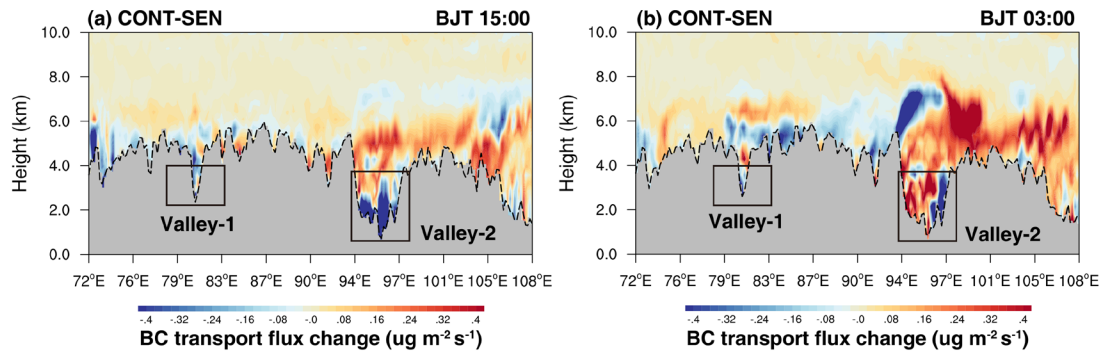 (a) CONT-SEN BJT 15:00
10.0
8.0
6.0
4.0
2.0
0.0
Height (km)
Valley-1
Valley-2
72°E 76°E 79°E 83°E 87°E 90°E 94°E 97°E 101°E 105°E 108°E
-.4 -.32 -.24 -.16 -.08 -.0 .08 .16 .24 .32 .4
BC transport flux change (ug m⁻² s⁻¹)
(b) CONT-SEN BJT 03:00
10.0
8.0
6.0
4.0
2.0
0.0
Height (km)
Valley-1
Valley-2
72°E 76°E 79°E 83°E 87°E 90°E 94°E 97°E 101°E 105°E 108°E
-.4 -.32 -.24 -.16 -.08 -.0 .08 .16 .24 .32 .4
BC transport flux change (ug m⁻² s⁻¹)